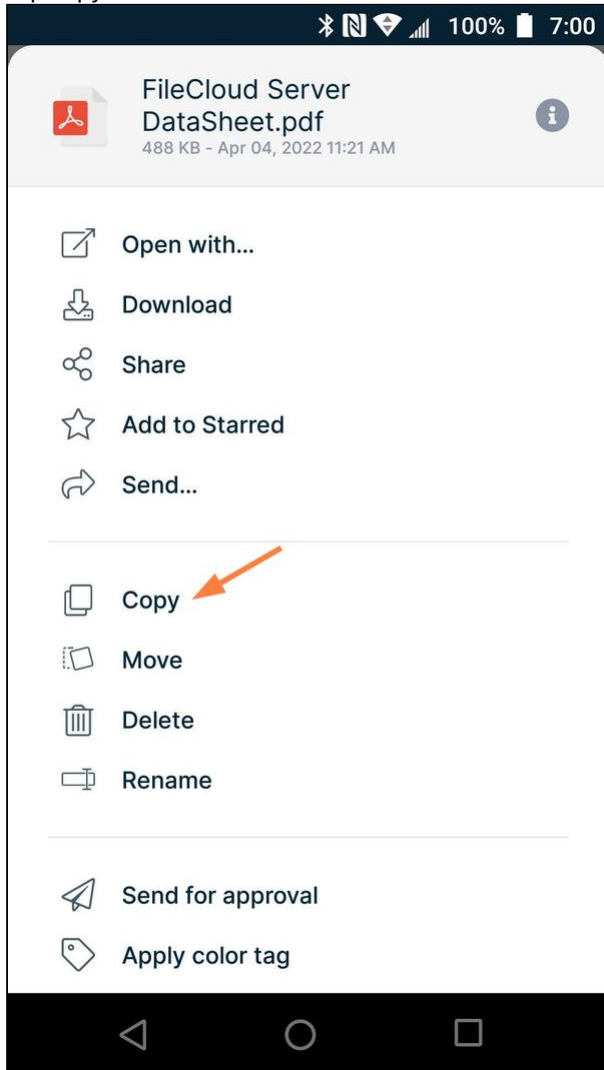 100% 7:00
FileCloud Server
DataSheet.pdf
488 KB - Apr 04, 2022 11:21 AM
Open with...
Download
Share
Add to Starred
Send...
Copy
Move
Delete
Rename
Send for approval
Apply color tag